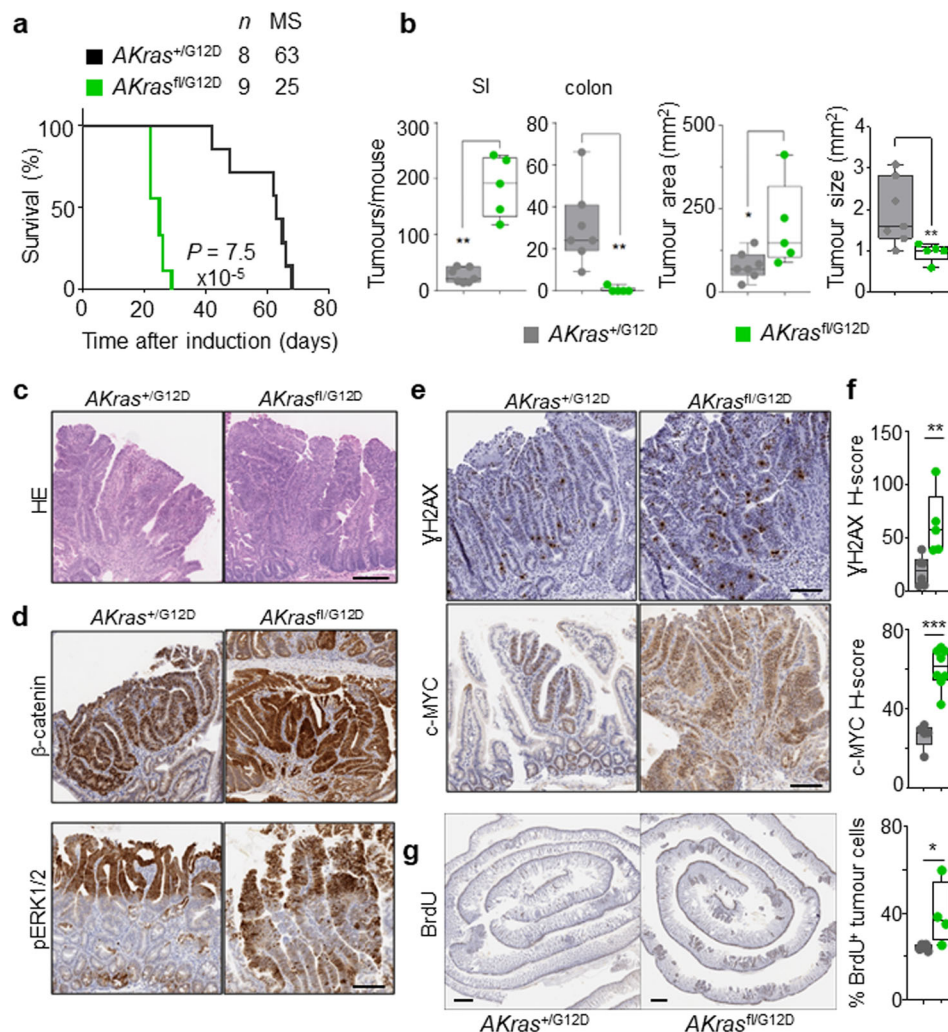 a
n MS
AKras+/G12D 8 63
AKrasfl/G12D 9 25
Survival (%)
100
50
0
P = 7.5
x10-5
0 20 40 60 80
Time after induction (days)
b
SI colon
Tumours/mouse
300
200
100
0
**
80
60
40
20
0
**
Tumour area (mm2)
500
250
0
*
Tumour size (mm2)
4
3
2
1
0
**
AKras+/G12D AKrasfl/G12D
c
AKras+/G12D AKrasfl/G12D
HE
d
AKras+/G12D AKrasfl/G12D
β-catenin
pERK1/2
e
AKras+/G12D AKrasfl/G12D
ɣH2AX
c-MYC
f
ɣH2AX H-score
150
100
50
0
**
c-MYC H-score
80
40
0
***
g
BrdU
AKras+/G12D AKrasfl/G12D
% BrdU+ tumour cells
80
40
0
*